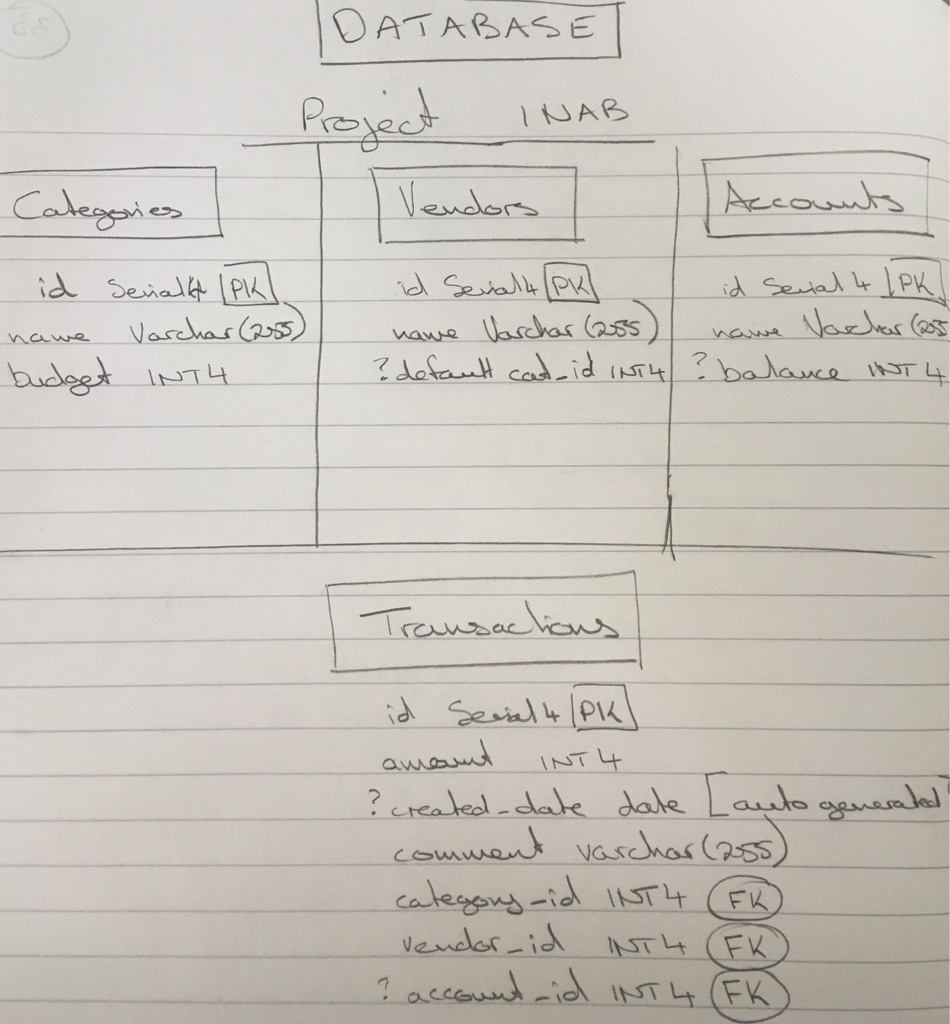 DATABASE
Project INAB
Categories
id Serial4 PK
name Varchar(255)
budget INT4
Vendors
id Serial4 PK
name Varchar(255)
?default cat_id INT4
Accounts
id Serial4 PK
name Varchar(255
?balance INT4
Transactions
id Serial4 PK
amount INT4
?created_date date [auto generated]
comment varchar(255)
category_id INT4 FK
vendor_id INT4 FK
? account_id INT4 FK